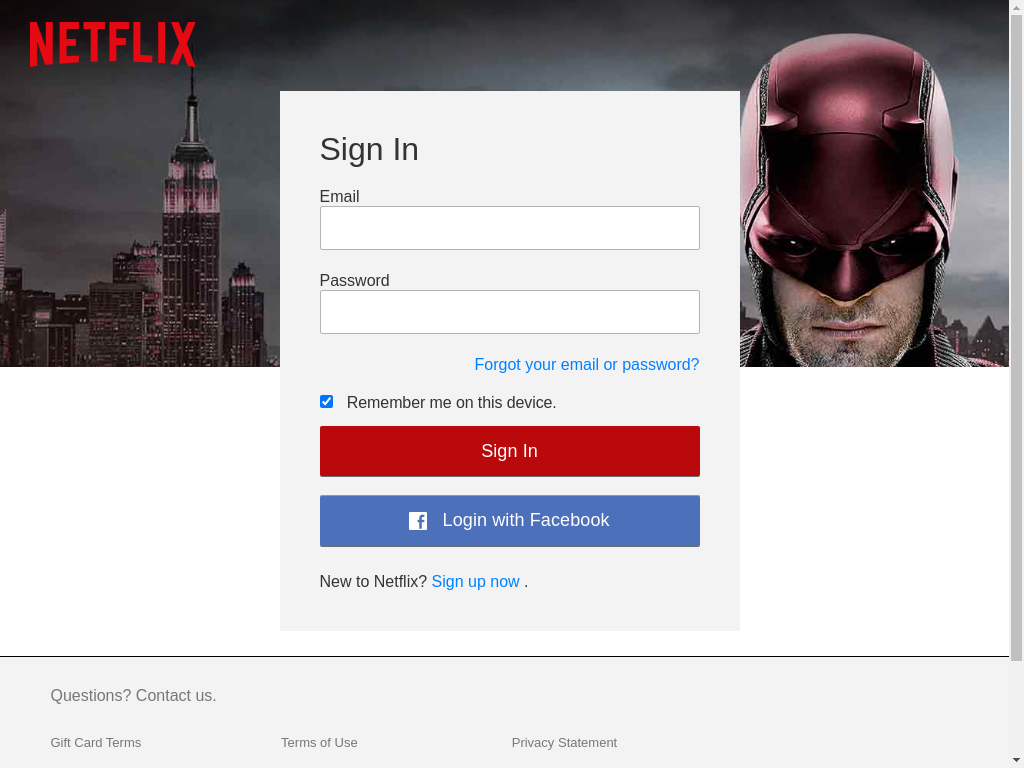 NETFLIX
Sign In
Email
Password
Forgot your email or password?
Remember me on this device.
Sign In
Login with Facebook
New to Netflix? Sign up now .
Questions? Contact us.
Gift Card Terms
Terms of Use
Privacy Statement